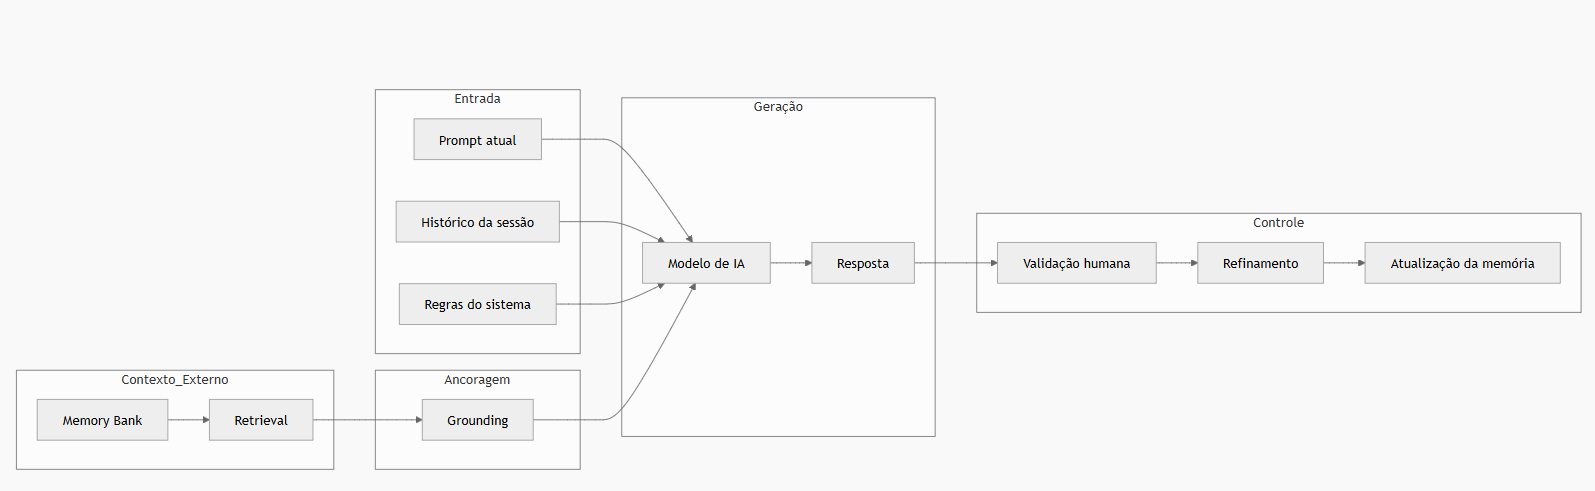 Entrada
Prompt atual
Histórico da sessão
Regras do sistema
Contexto_Externo
Memory Bank
Retrieval
Ancoragem
Grounding
Geração
Modelo de IA
Resposta
Controle
Validação humana
Refinamento
Atualização da memória